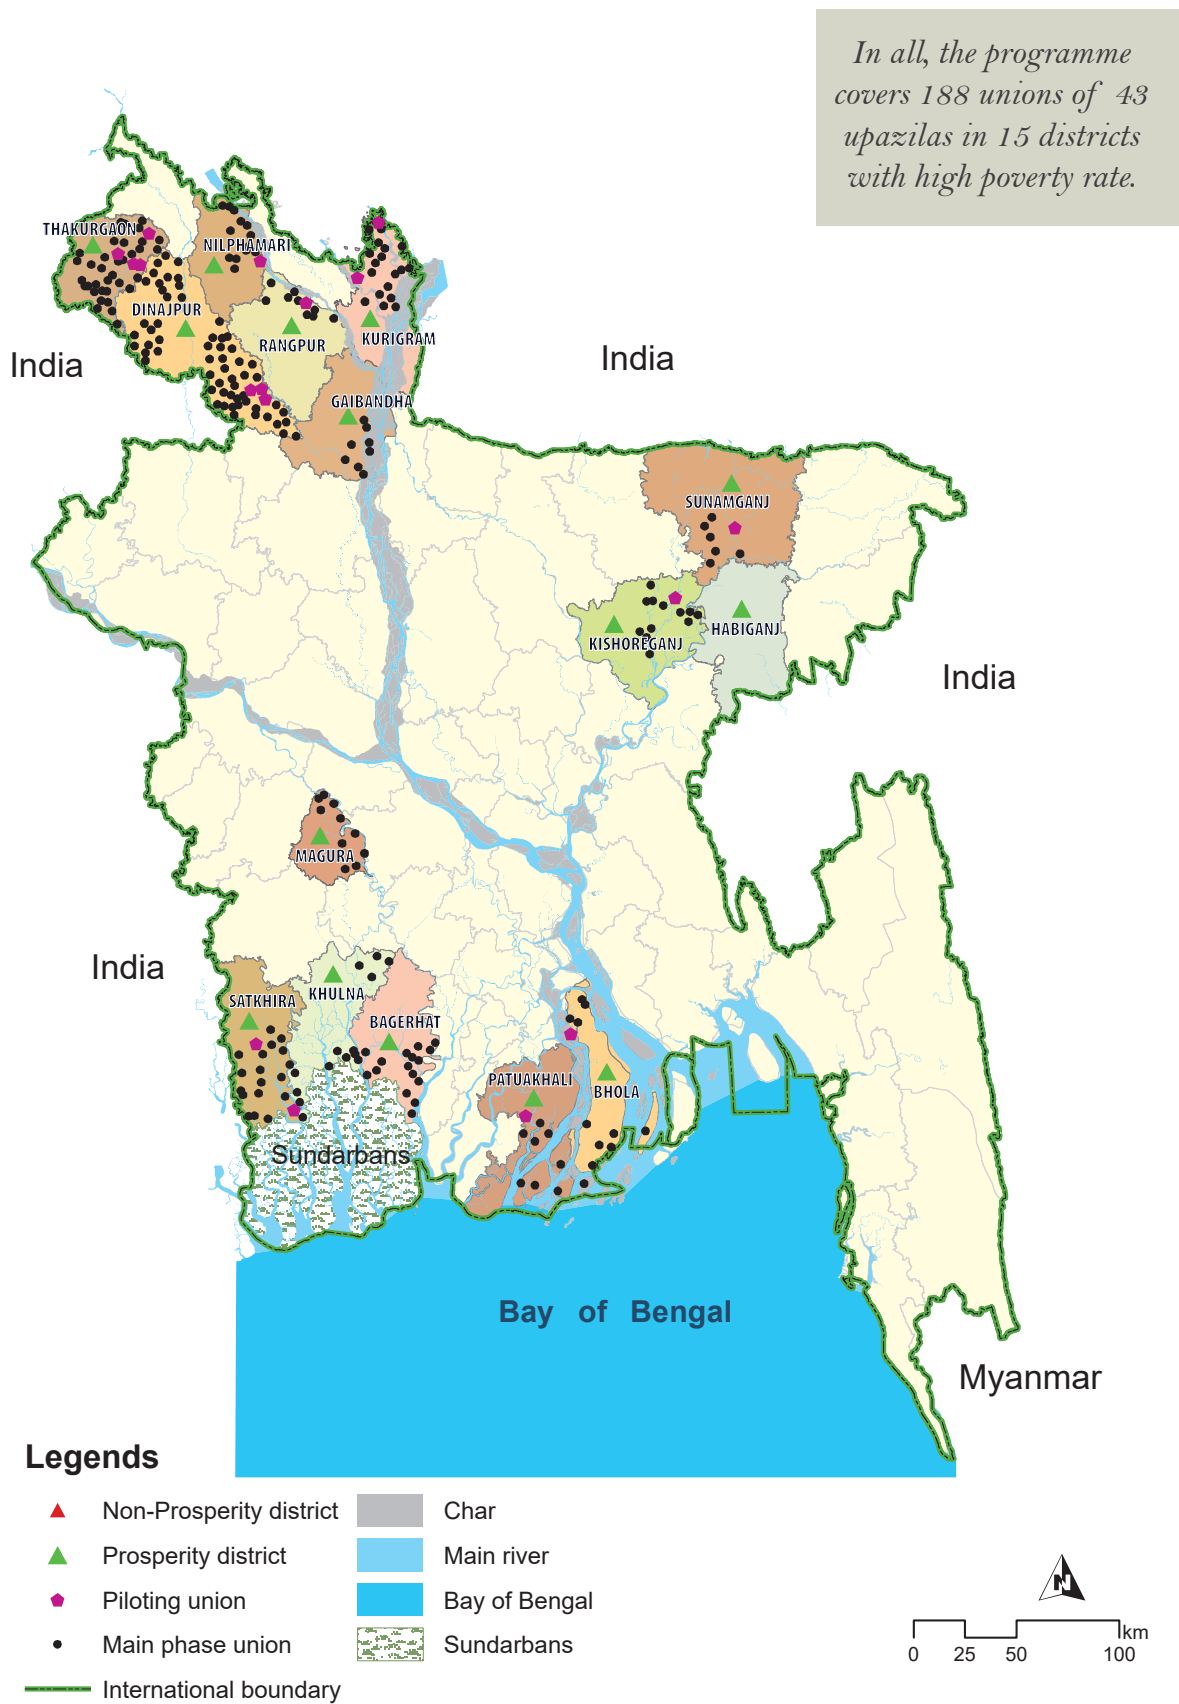 In all, the programme
covers 188 unions of 43
upazilas in 15 districts
with high poverty rate.
THAKURGAON
NILPHAMARI
DINAJPUR
RANGPUR
KURIGRAM
India
India
GAIBANDHA
SUNAMGANJ
HABIGANJ
KISHOREGANJ
India
MAGURA
India
SATKHIRA
KHULNA
BAGERHAT
PATUAKHALI
BHOLA
Sundarbans
Bay of Bengal
Myanmar
Legends
Non-Prosperity district
Prosperity district
Piloting union
Main phase union
International boundary
Char
Main river
Bay of Bengal
Sundarbans
N
km
0 25 50 100